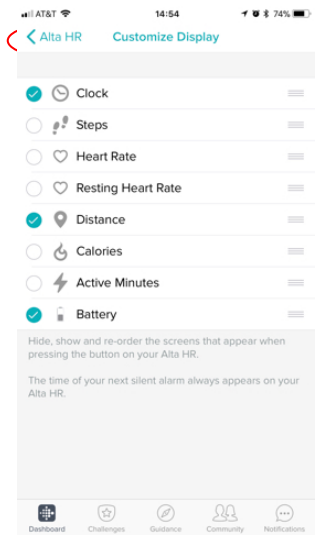 AT&T 14:54 74%
Alta HR Customize Display
Clock
Steps
Heart Rate
Resting Heart Rate
Distance
Calories
Active Minutes
Battery
Hide, show and re-order the screens that appear when
pressing the button on your Alta HR.
The time of your next silent alarm always appears on your
Alta HR.
Dashboard Challenges Guidance Community Notifications